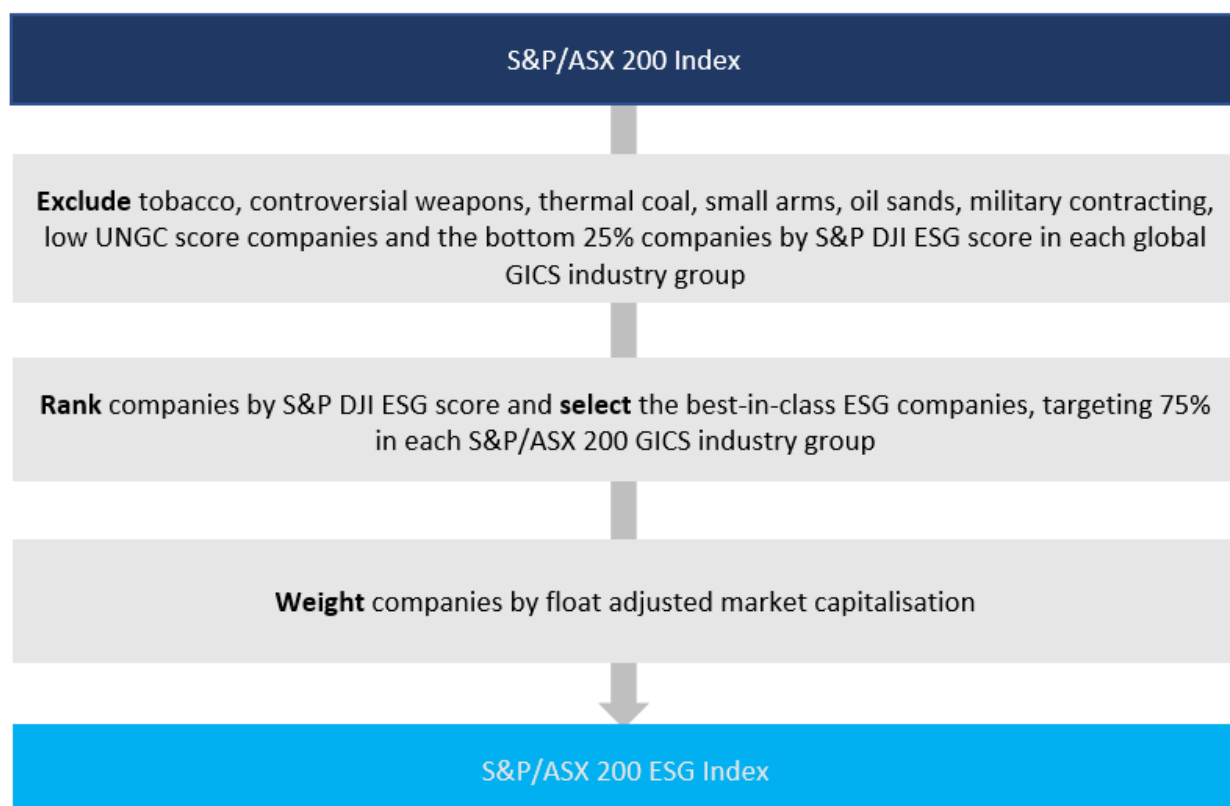 S&P/ASX 200 Index
Exclude tobacco, controversial weapons, thermal coal, small arms, oil sands, military contracting,
low UNGC score companies and the bottom 25% companies by S&P DJI ESG score in each global
GICS industry group
Rank companies by S&P DJI ESG score and select the best-in-class ESG companies, targeting 75%
in each S&P/ASX 200 GICS industry group
Weight companies by float adjusted market capitalisation
S&P/ASX 200 ESG Index